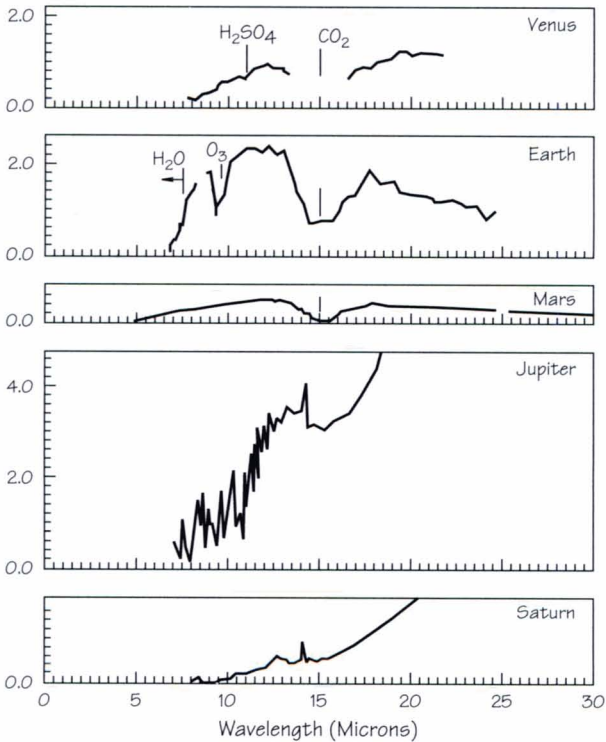 2.0
Venus
H₂SO₄
CO₂
0.0
Earth
H₂O
O₃
2.0
0.0
Mars
0.0
Jupiter
4.0
2.0
0.0
Saturn
0.0
0 5 10 15 20 25 30
Wavelength (Microns)